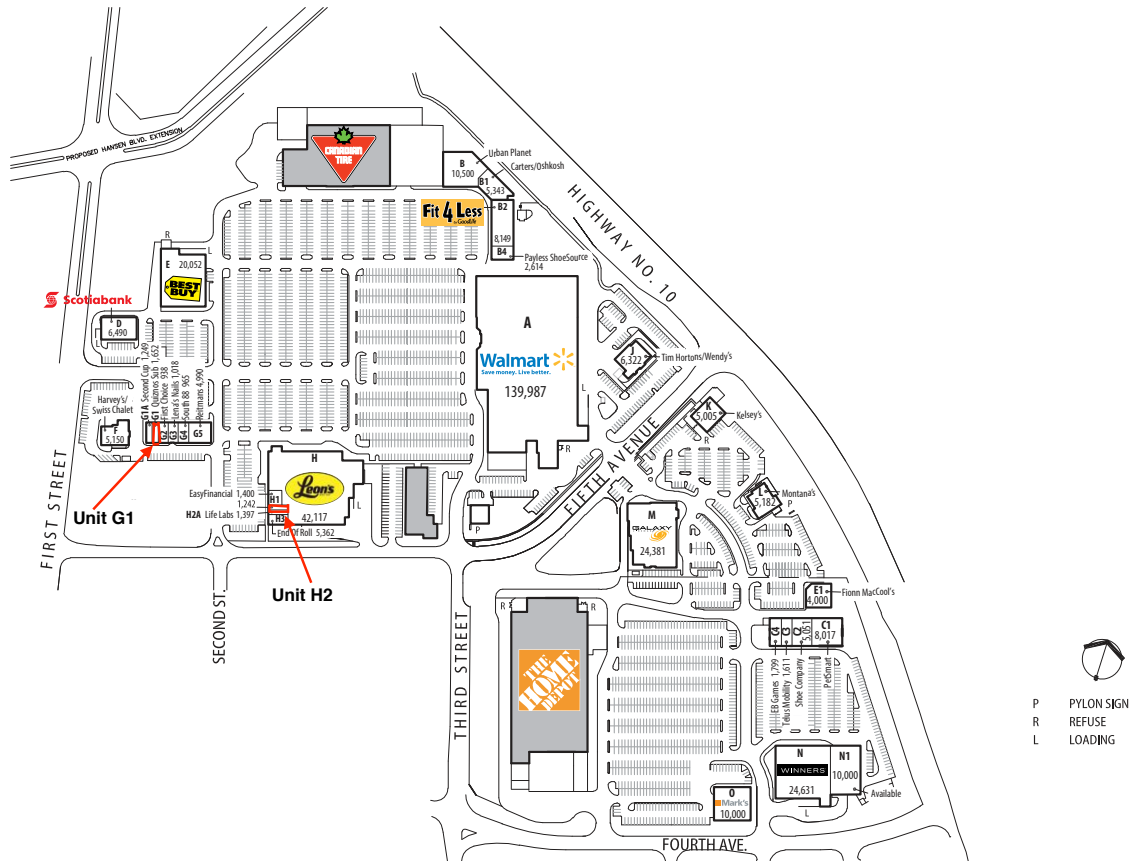 PROPOSED HANSEN BLVD. EXTENSION
CANADIAN
TIRE
B
10,500
Urban Planet
Carters/Oshkosh
B1
5,343
Fit 4 Less
by GoodLife
B2
8,149
B4
Payless ShoeSource
2,614
HIGHWAY NO. 10
R
L
E 20,052
BEST
BUY
Scotiabank
D
6,490
L
A
Walmart
Save money. Live better.
139,987
L
R
6,322
Tim Hortons/Wendy's
K
5,005
Kelsey's
R
G1A Second Cup 1,249
G1 Quiznos Sub 1,652
G2 First Choice 938
G3 Lena's Nails 1,018
G4 South 88 965
G5 Reitmans 4,990
Harvey's/
Swiss Chalet
F
5,150
Unit G1
H
Leon's
42,117
L
EasyFinancial 1,400
H1
1,242
H2A Life Labs 1,397
H3
End Of Roll 5,362
Unit H2
FIFTH AVENUE
P
L
5,182
Montana's
P
M
GALAXY
24,381
FIRST STREET
SECOND ST.
THIRD STREET
E1
4,000
Fionn MacCool's
R
R
THE
HOME
DEPOT
C4
C3
C2
5,051
C1
8,017
EB Games 1,799
Telus Mobility 1,611
Shoe Company
PetSmart
N
WINNERS
24,631
L
N1
10,000
Available
O
Mark's
10,000
FOURTH AVE.
P PYLON SIGN
R REFUSE
L LOADING